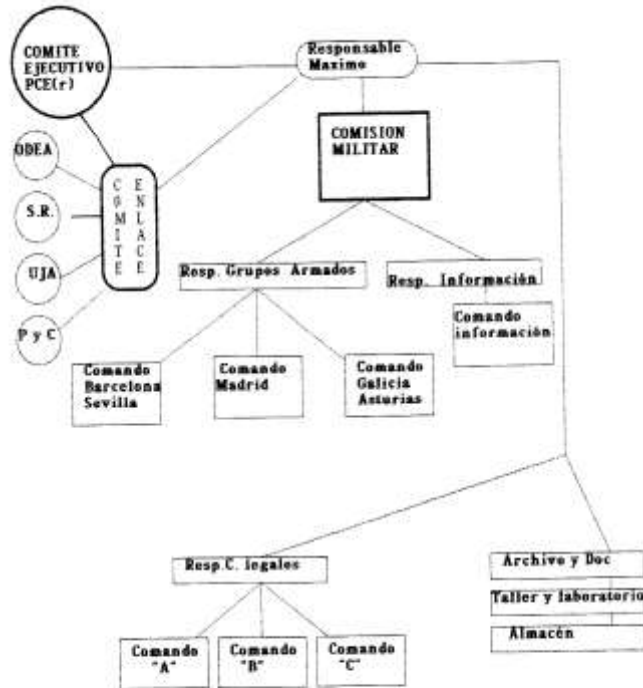 COMITE
EJECUTIVO
PCE(r)
Responsable
Maximo
COMISION
MILITAR
ODEA
S.R.
UJA
P y C
COMITE
ENLACE
Resp. Grupos Armados
Resp. Información
Comando
información
Comando
Barcelona
Sevilla
Comando
Madrid
Comando
Galicia
Asturias
Resp.C. legales
Archivo y Doc
Taller y laboratorio
Almacén
Comando
"A"
Comando
"B"
Comando
"C"